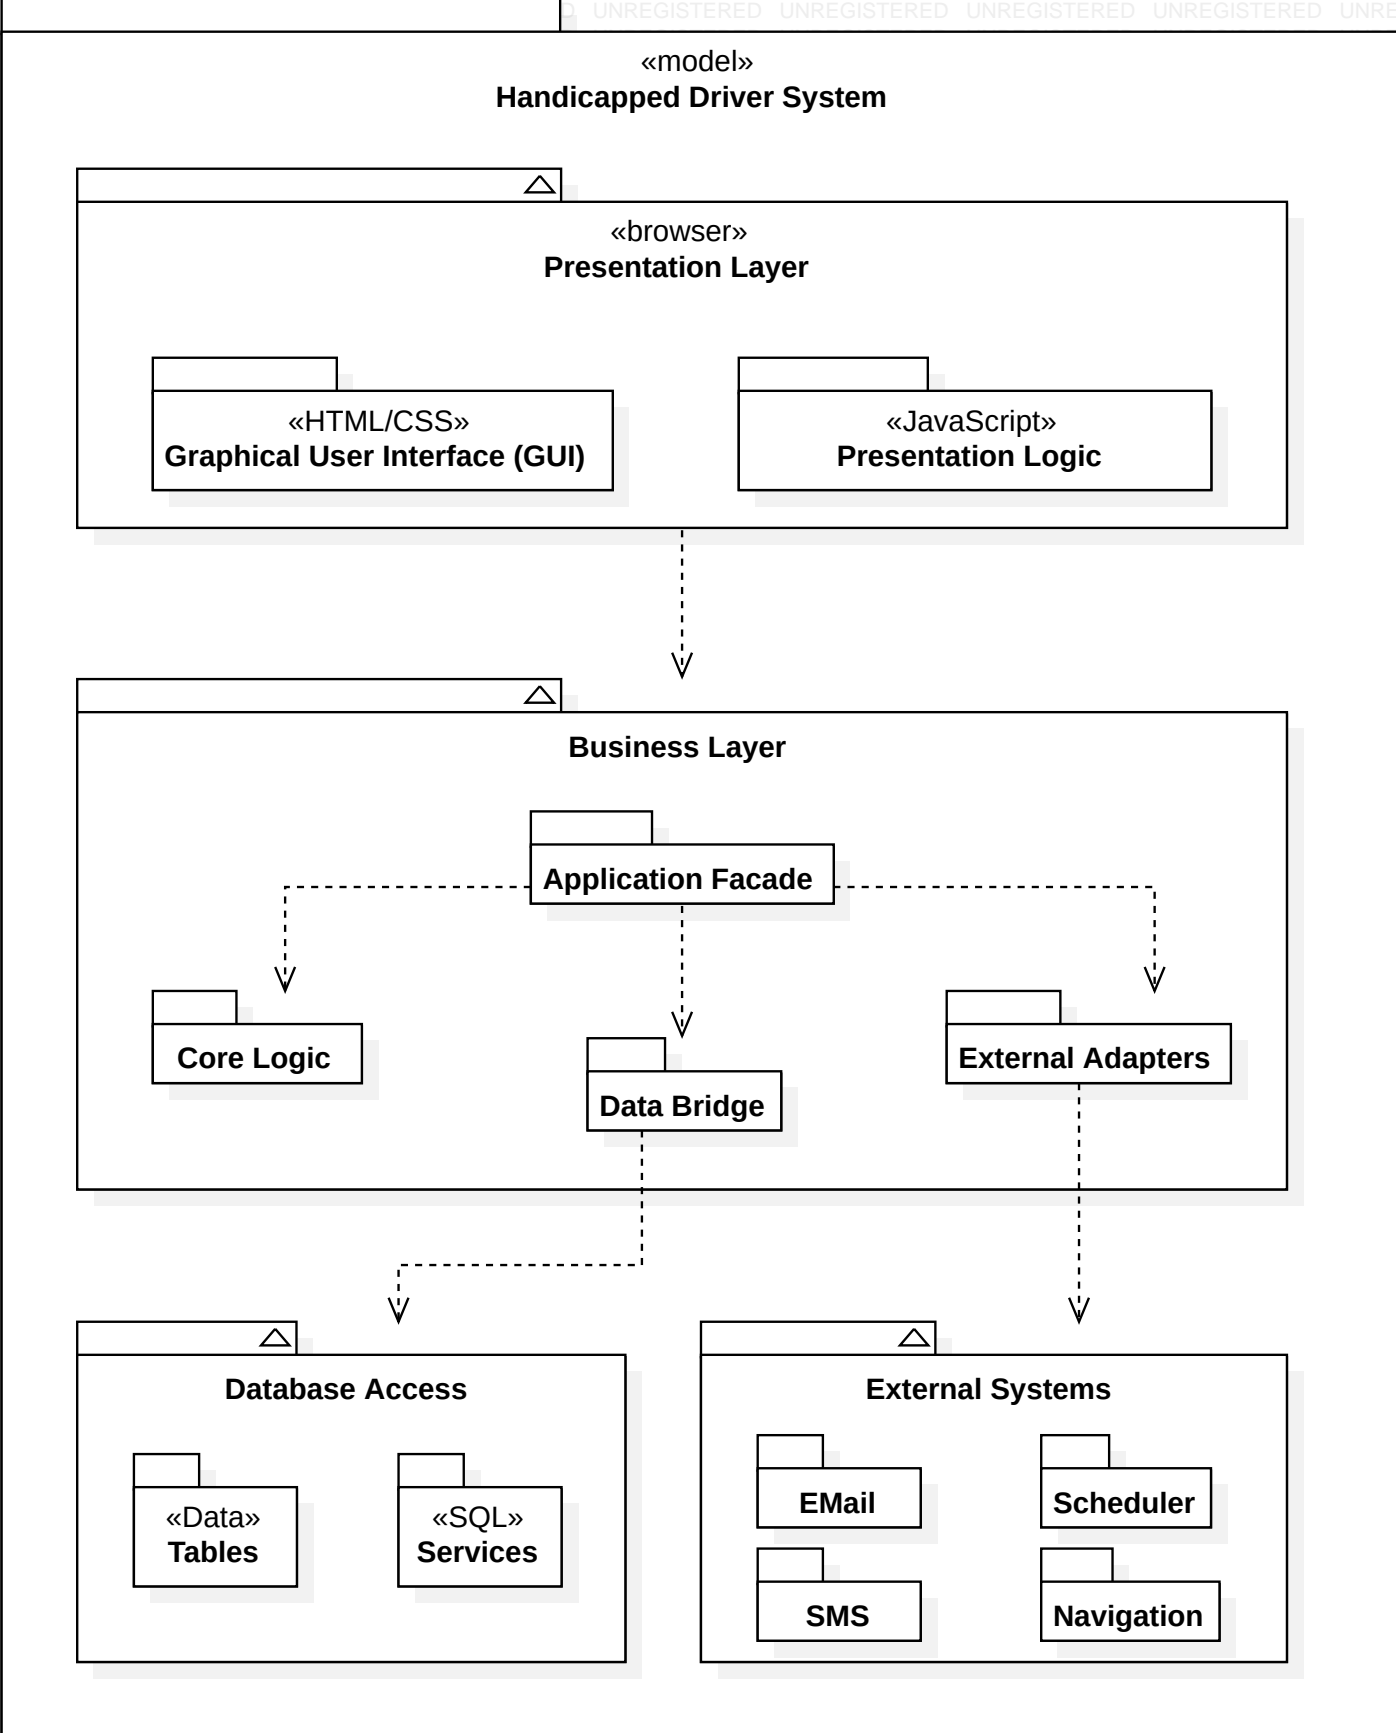 D UNREGISTERED UNREGISTERED UNREGISTERED UNREGISTERED UNRE
«model»
Handicapped Driver System
«browser»
Presentation Layer
«HTML/CSS»
Graphical User Interface (GUI)
«JavaScript»
Presentation Logic
Business Layer
Application Facade
Core Logic
Data Bridge
External Adapters
Database Access
«Data»
Tables
«SQL»
Services
External Systems
EMail
Scheduler
SMS
Navigation